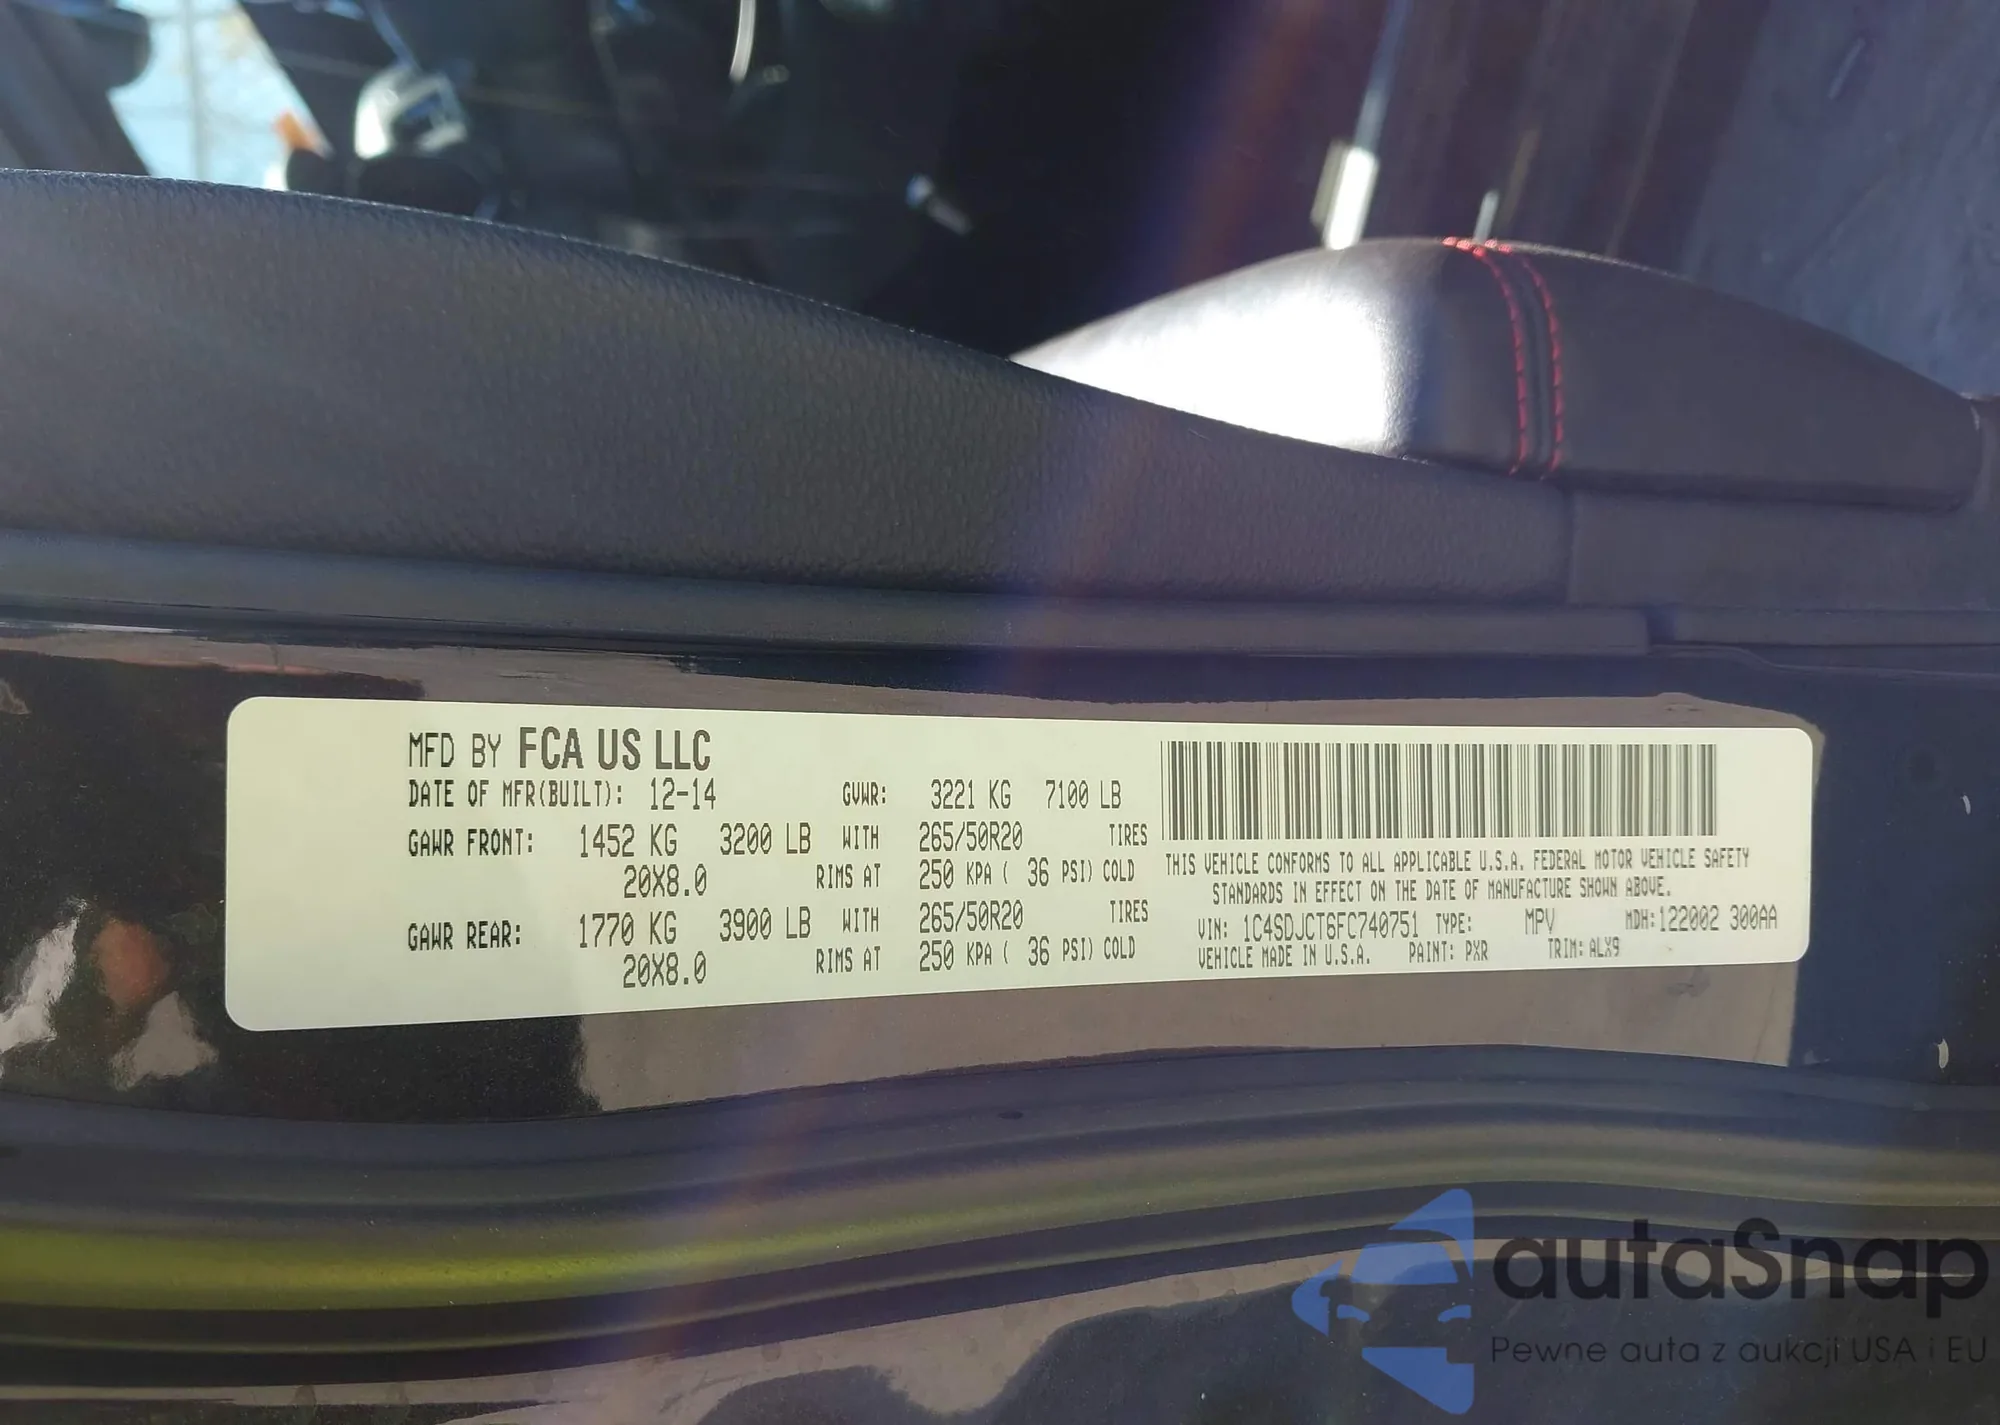 MFD BY FCA US LLC
DATE OF MFR(BUILT): 12-14 GVWR: 3221 KG 7100 LB
GAWR FRONT: 1452 KG 3200 LB WITH 265/50R20 TIRES
20X8.0 RIMS AT 250 KPA ( 36 PSI) COLD
GAWR REAR: 1770 KG 3900 LB WITH 265/50R20 TIRES
20X8.0 RIMS AT 250 KPA ( 36 PSI) COLD
THIS VEHICLE CONFORMS TO ALL APPLICABLE U.S.A. FEDERAL MOTOR VEHICLE SAFETY
STANDARDS IN EFFECT ON THE DATE OF MANUFACTURE SHOWN ABOVE.
VIN: 1C4SDJCT6FC740751 TYPE: MPV MDH: 122002 300AA
VEHICLE MADE IN U.S.A. PAINT: PXR TRIM: ALX9
autaSnap
Pewne auta z aukcji USA i EU